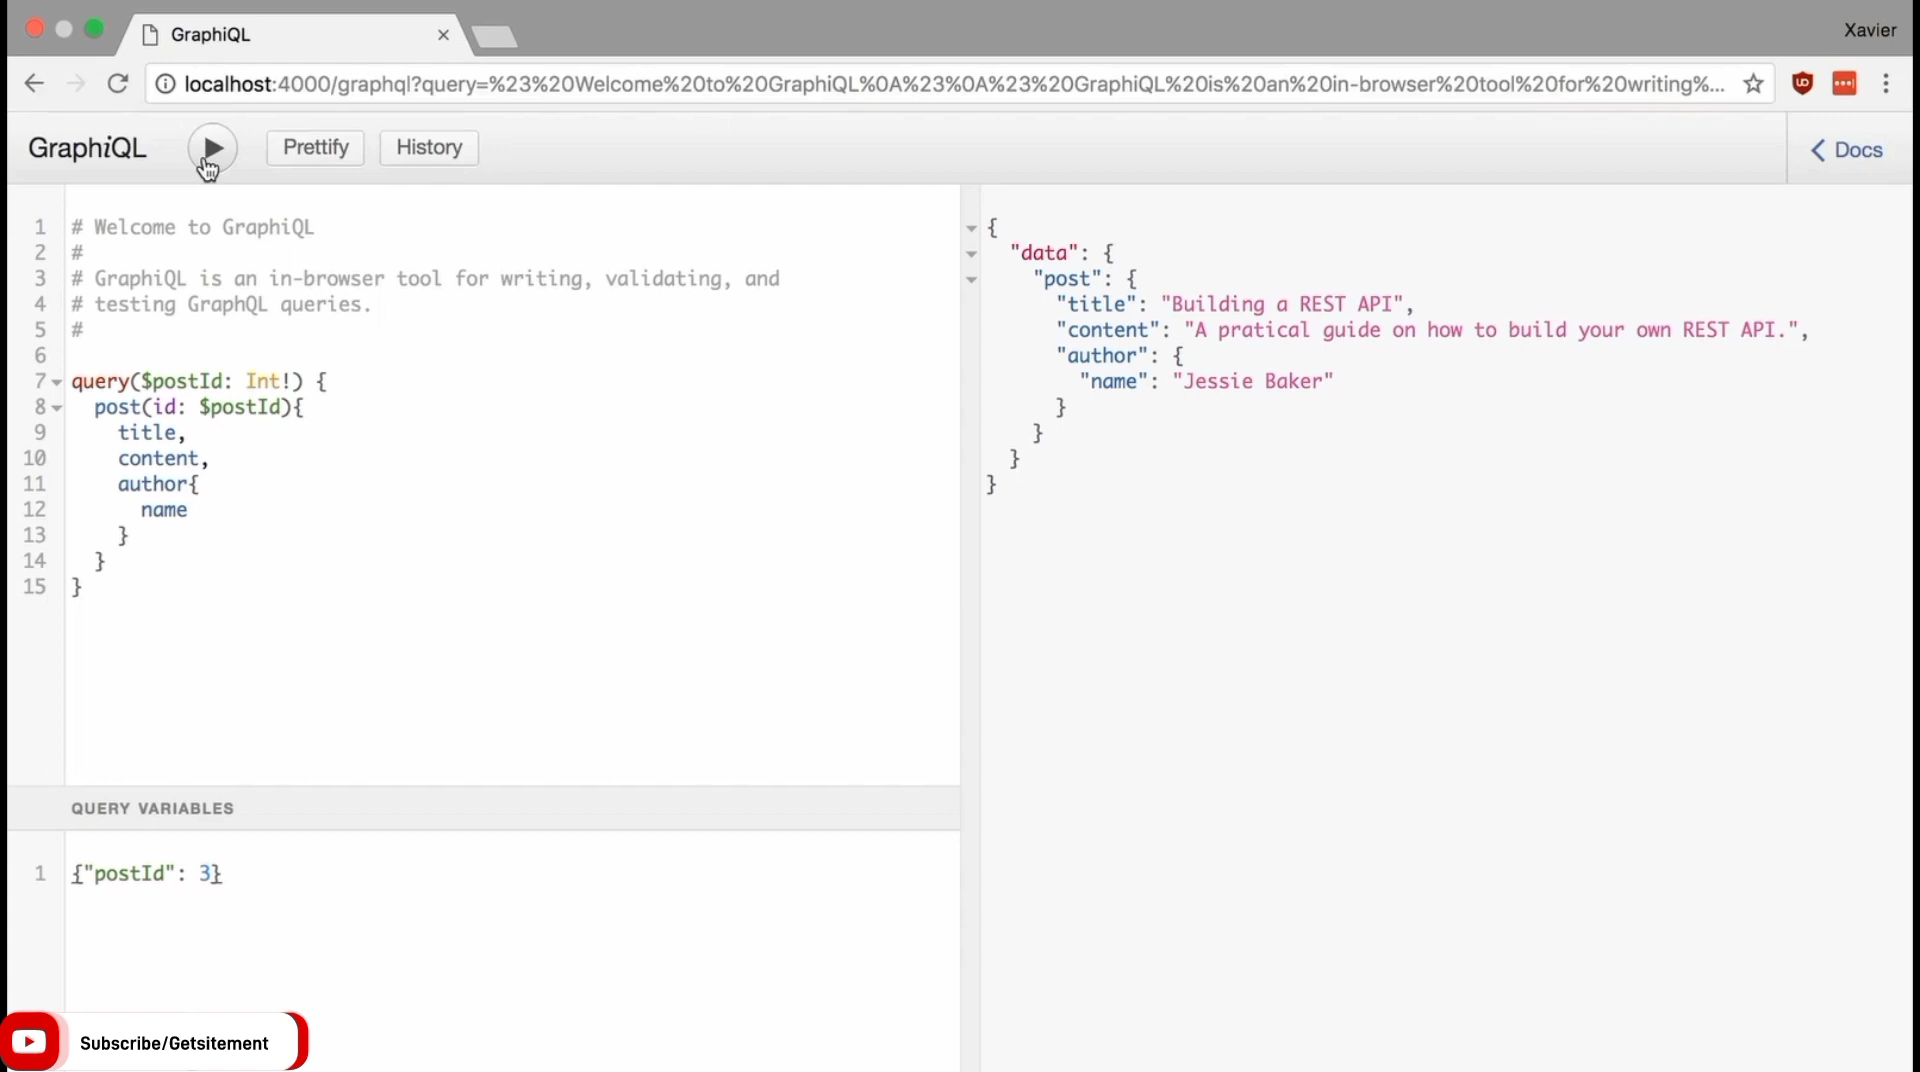 GraphiQL
Xavier
localhost:4000/graphql?query=%23%20Welcome%20to%20GraphiQL%0A%23%0A%23%20GraphiQL%20is%20an%20in-browser%20tool%20for%20writing%...
GraphiQL
Prettify
History
Docs
1 # Welcome to GraphiQL
2 #
3 # GraphiQL is an in-browser tool for writing, validating, and
4 # testing GraphQL queries.
5 #
6
7 query($postId: Int!) {
8 post(id: $postId){
9 title,
10 content,
11 author{
12 name
13 }
14 }
15 }
{
"data": {
"post": {
"title": "Building a REST API",
"content": "A pratical guide on how to build your own REST API.",
"author": {
"name": "Jessie Baker"
}
}
}
}
QUERY VARIABLES
1 {"postId": 3}
Subscribe/Getsitement